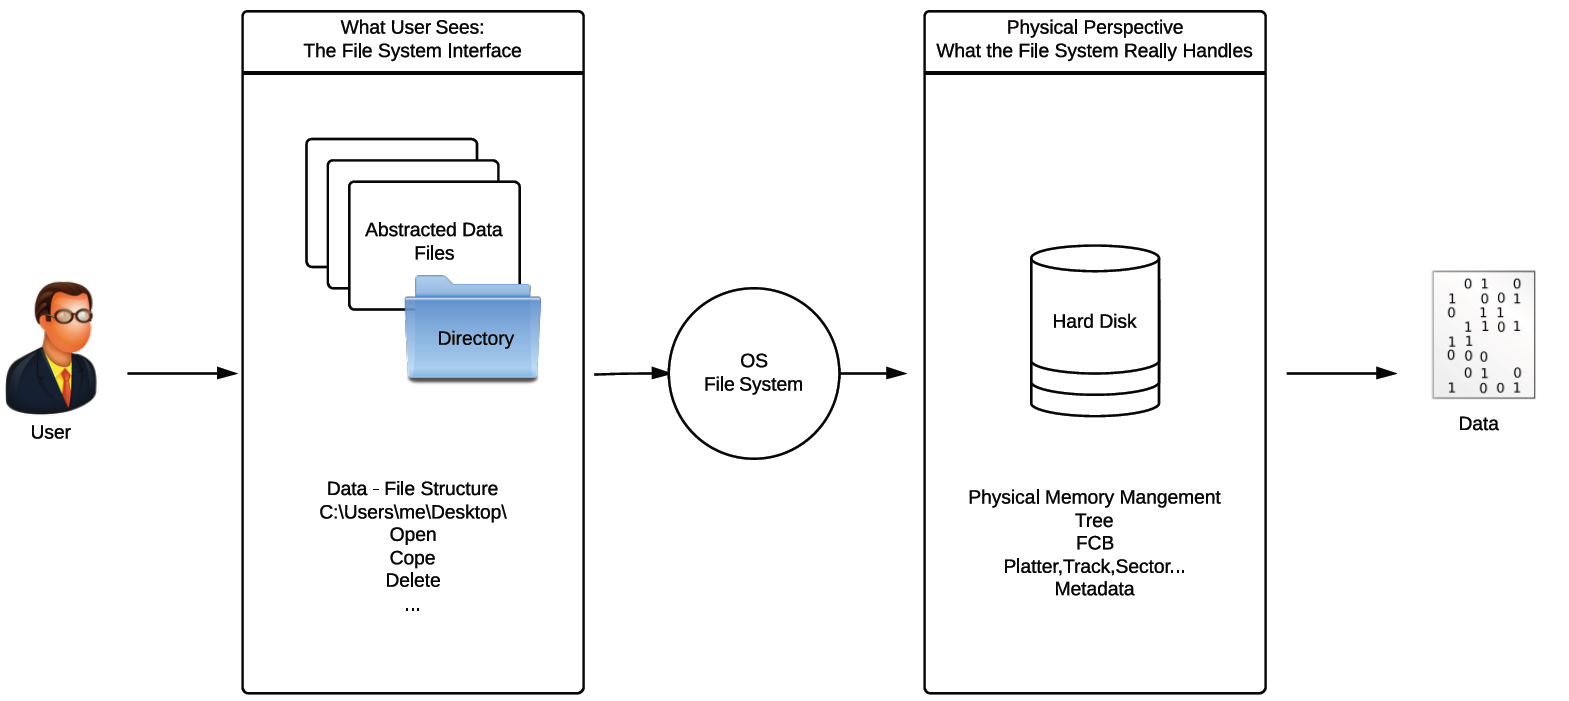 What User Sees:
The File System Interface
Physical Perspective
What the File System Really Handles
Abstracted Data
Files
Directory
User
OS
File System
Hard Disk
0 1 0
1 0 0 1
0 1 1
1 1 0 1
1 1
0 0 0
0 1 0
1 0 0 1
Data
Data - File Structure
C:\Users\me\Desktop\
Open
Cope
Delete
...
Physical Memory Mangement
Tree
FCB
Platter,Track,Sector...
Metadata